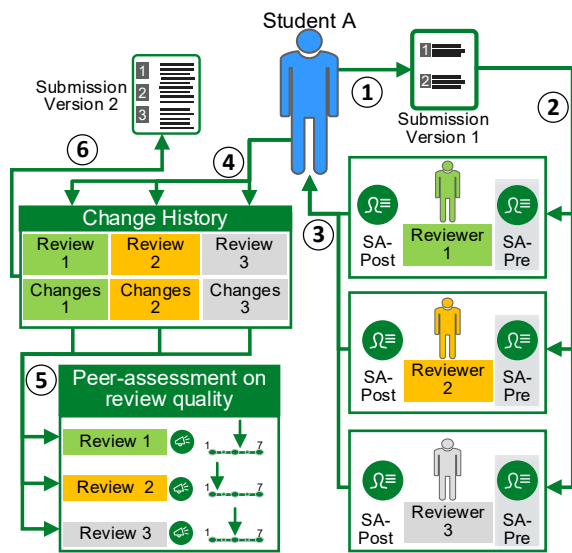 Student A
1
2
Submission
Version 1
1
2
1
2
3
Submission
Version 2
6
4
3
Change History
Review
1
Review
2
Review
3
Changes
1
Changes
2
Changes
3
SA-
Post
Reviewer
1
SA-
Pre
SA-
Post
Reviewer
2
SA-
Pre
SA-
Post
Reviewer
3
SA-
Pre
5
Peer-assessment on
review quality
Review 1
1
7
Review 2
1
7
Review 3
1
7